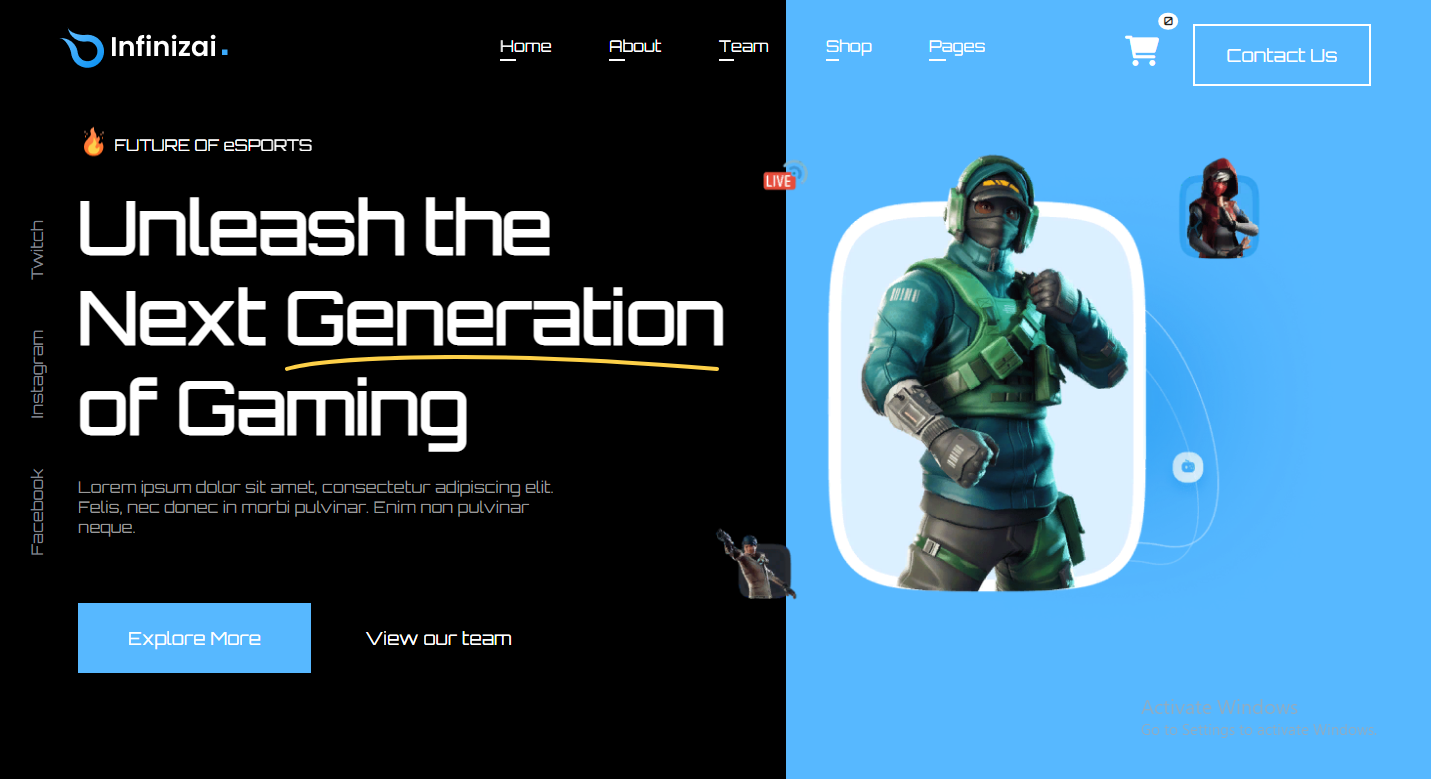 Infinizai.
Home
About
Team
Shop
Pages
0
Contact Us
FUTURE OF eSPORTS
LIVE
Unleash the
Next Generation
of Gaming
Twitch
Instagram
Facebook
Lorem ipsum dolor sit amet, consectetur adipiscing elit.
Felis, nec donec in morbi pulvinar. Enim non pulvinar
neque.
Explore More
View our team
Activate Windows
Go to Settings to activate Windows.